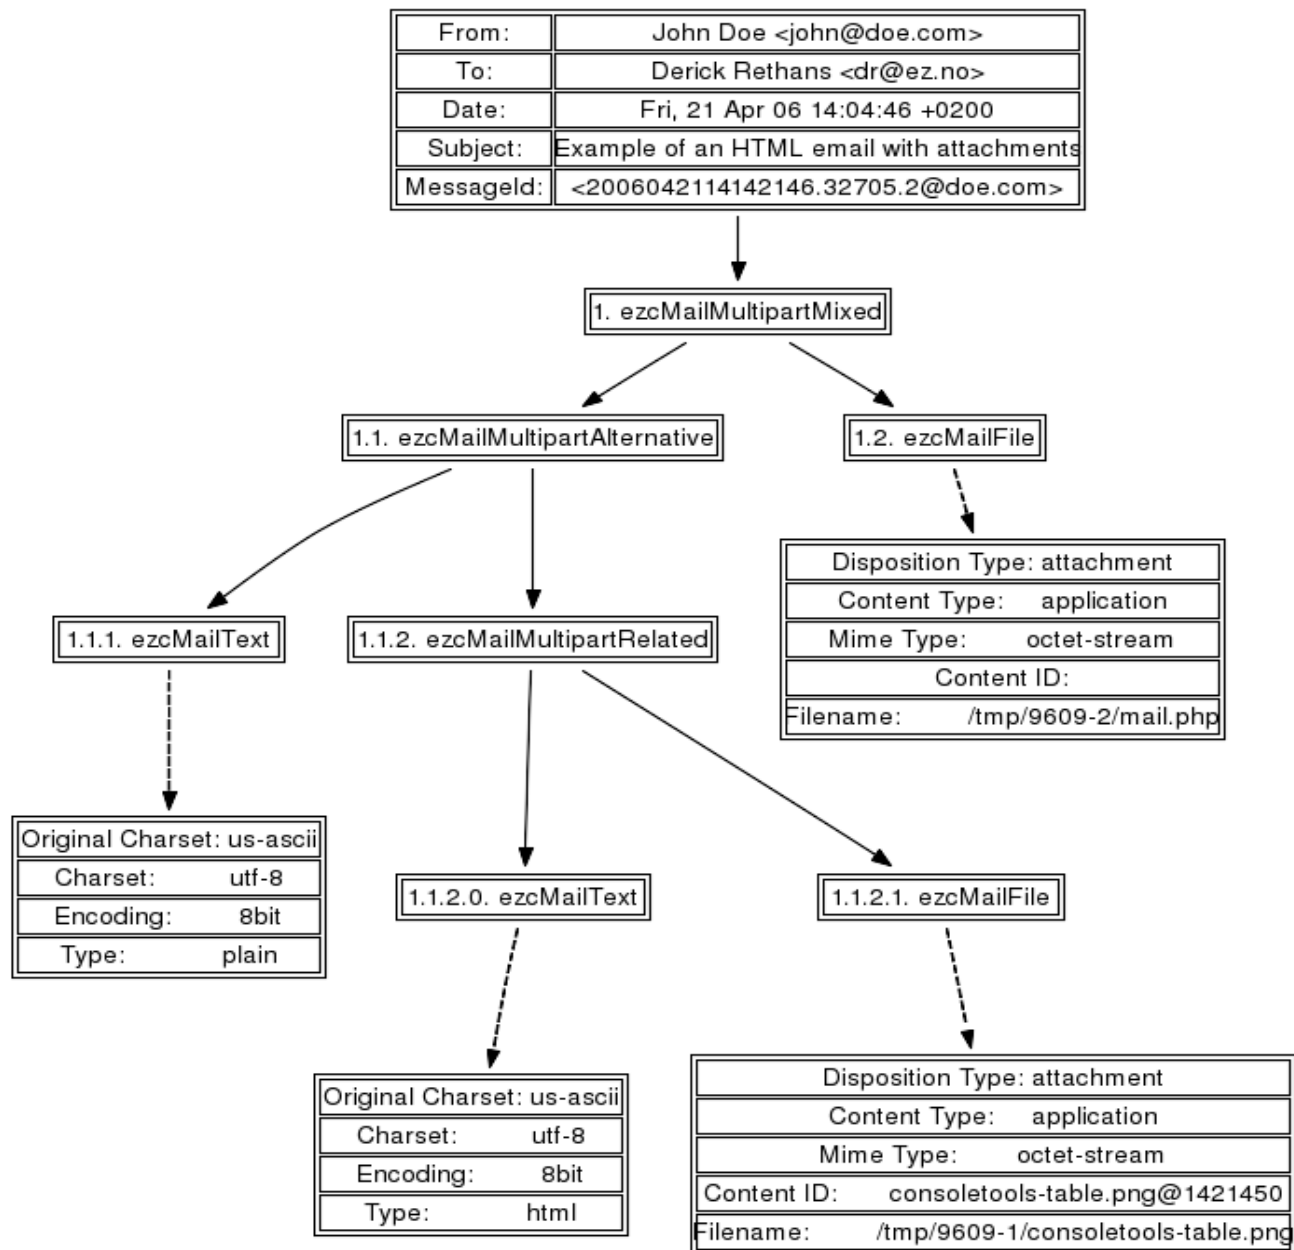 From: John Doe <john@doe.com>
To: Derick Rethans <dr@ez.no>
Date: Fri, 21 Apr 06 14:04:46 +0200
Subject: Example of an HTML email with attachments
MessageId: <2006042114142146.32705.2@doe.com>
1. ezcMailMultipartMixed
1.1. ezcMailMultipartAlternative
1.2. ezcMailFile
Disposition Type: attachment
Content Type: application
Mime Type: octet-stream
Content ID:
Filename: /tmp/9609-2/mail.php
1.1.1. ezcMailText
1.1.2. ezcMailMultipartRelated
Original Charset: us-ascii
Charset: utf-8
Encoding: 8bit
Type: plain
1.1.2.0. ezcMailText
1.1.2.1. ezcMailFile
Original Charset: us-ascii
Charset: utf-8
Encoding: 8bit
Type: html
Disposition Type: attachment
Content Type: application
Mime Type: octet-stream
Content ID: consoletools-table.png@1421450
Filename: /tmp/9609-1/consoletools-table.png